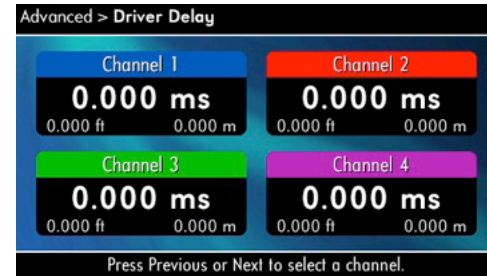 Advanced > Driver Delay
Channel 1
0.000 ms
0.000 ft 0.000 m
Channel 2
0.000 ms
0.000 ft 0.000 m
Channel 3
0.000 ms
0.000 ft 0.000 m
Channel 4
0.000 ms
0.000 ft 0.000 m
Press Previous or Next to select a channel.